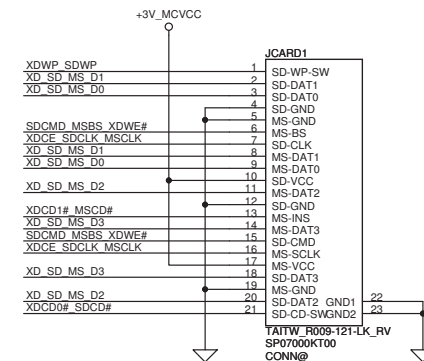 +3V_MCVCC
JCARD1
XDWP_SDWP 1 SD-WP-SW
XD_SD_MS_D1 2 SD-DAT1
XD_SD_MS_D0 3 SD-DAT0
4 SD-GND
5 MS-GND
SDCMD_MSBS_XDWE# 6 MS-BS
XDCE_SDCLK_MSCLK 7 SD-CLK
XD_SD_MS_D1 8 MS-DAT1
XD_SD_MS_D0 9 MS-DAT0
10 SD-VCC
XD_SD_MS_D2 11 MS-DAT2
12 SD-GND
XDCD1#_MSCD# 13 MS-INS
XD_SD_MS_D3 14 MS-DAT3
SDCMD_MSBS_XDWE# 15 SD-CMD
XDCE_SDCLK_MSCLK 16 MS-SCLK
17 MS-VCC
XD_SD_MS_D3 18 SD-DAT3
19 MS-GND
XD_SD_MS_D2 20 SD-DAT2 GND1 22
XDCD0#_SDCD# 21 SD-CD-SWGND2 23
TAITW_R009-121-LK_RV
SP07000KT00
CONN@